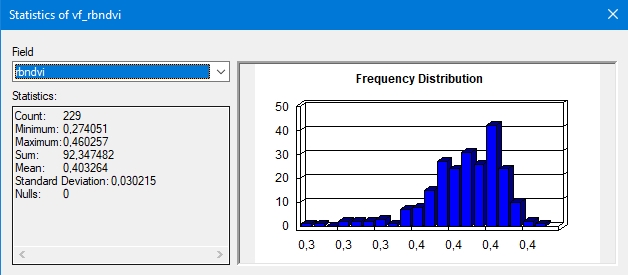 Statistics of vf_rbndvi
Field
rbndvi
Statistics:
Count: 229
Minimum: 0,274051
Maximum: 0,460257
Sum: 92,347482
Mean: 0,403264
Standard Deviation: 0,030215
Nulls: 0
Frequency Distribution
50
40
30
20
10
0
0,3 0,3 0,3 0,4 0,4 0,4 0,4